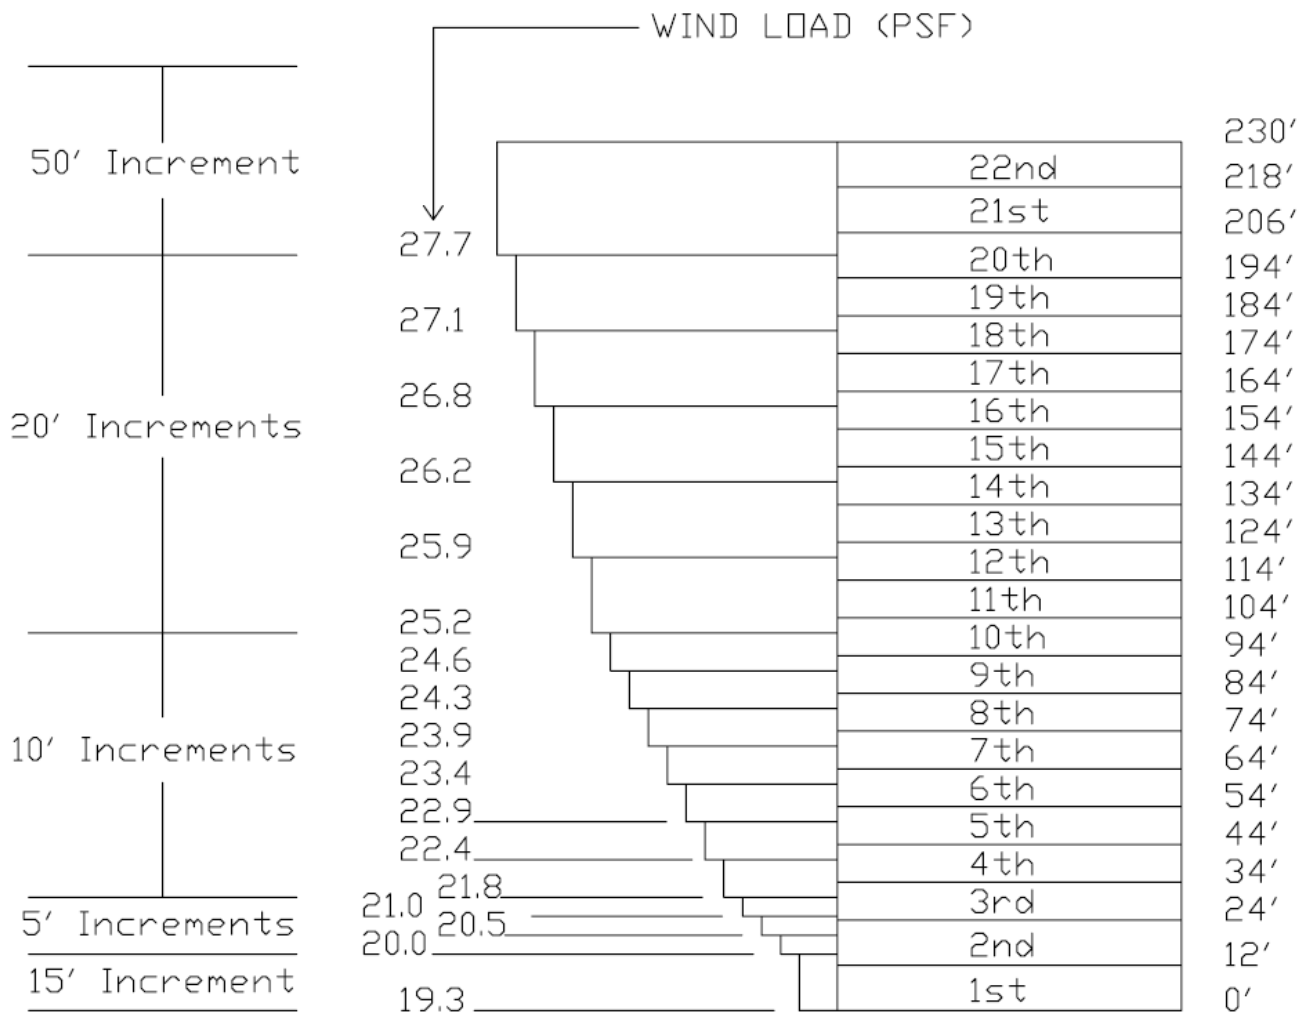 WIND LOAD (PSF)
230'
50' Increment
22nd
218'
21st
206'
27.7
20th
194'
19th
184'
27.1
18th
174'
17th
164'
26.8
16th
154'
20' Increments
15th
144'
26.2
14th
134'
13th
124'
25.9
12th
114'
11th
104'
25.2
10th
94'
24.6
9th
84'
24.3
8th
74'
23.9
10' Increments
7th
64'
23.4
6th
54'
22.9
5th
44'
22.4
4th
34'
21.8
21.0
3rd
24'
5' Increments
20.5
20.0
2nd
12'
15' Increment
19.3
1st
0'